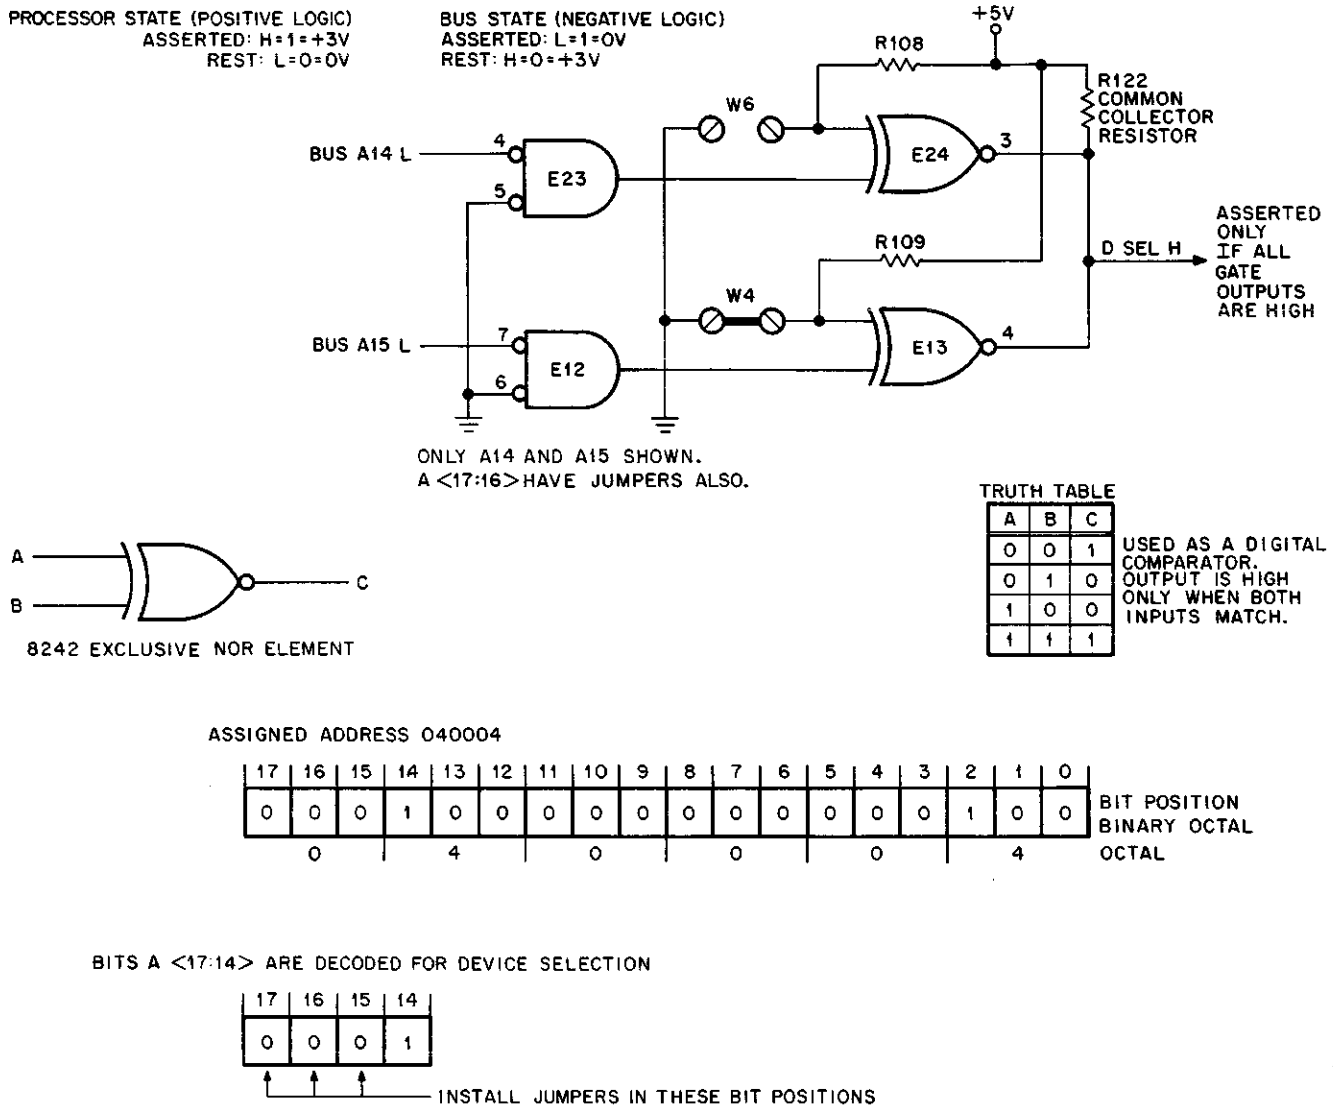 PROCESSOR STATE (POSITIVE LOGIC)
ASSERTED: H=1=+3V
REST: L=0=0V
BUS STATE (NEGATIVE LOGIC)
ASSERTED: L=1=0V
REST: H=0=+3V
+5V
R108
R122
COMMON
COLLECTOR
RESISTOR
W6
BUS A14 L
4
5
E23
E24
3
R109
D SEL H
ASSERTED
ONLY
IF ALL
GATE
OUTPUTS
ARE HIGH
W4
BUS A15 L
7
6
E12
E13
4
ONLY A14 AND A15 SHOWN.
A <17:16> HAVE JUMPERS ALSO.
TRUTH TABLE
A B C
0 0 1
0 1 0
1 0 0
1 1 1
USED AS A DIGITAL
COMPARATOR.
OUTPUT IS HIGH
ONLY WHEN BOTH
INPUTS MATCH.
A
B
C
8242 EXCLUSIVE NOR ELEMENT
ASSIGNED ADDRESS 040004
17 16 15 14 13 12 11 10 9 8 7 6 5 4 3 2 1 0
BIT POSITION
0 0 0 1 0 0 0 0 0 0 0 0 0 0 0 1 0 0
BINARY OCTAL
0 4 0 0 0 4
OCTAL
BITS A <17:14> ARE DECODED FOR DEVICE SELECTION
17 16 15 14
0 0 0 1
INSTALL JUMPERS IN THESE BIT POSITIONS